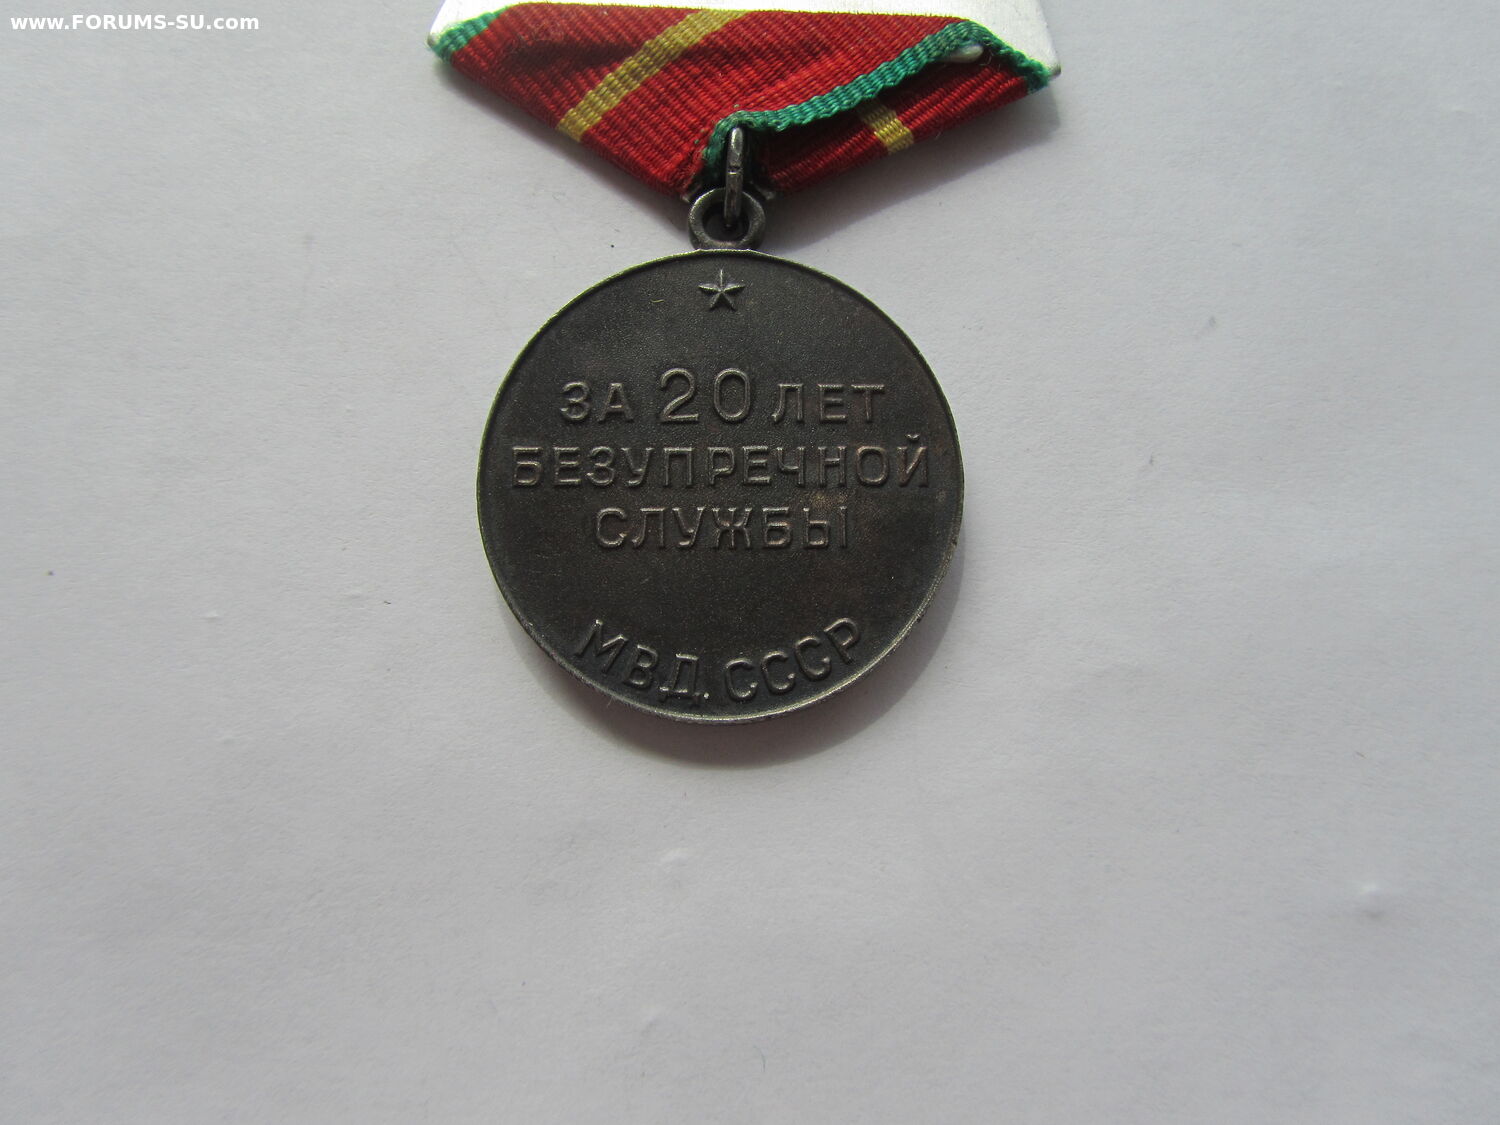 www.FORUMS-SU.com
ЗА 20 ЛЕТ
БЕЗУПРЕЧНОЙ
СЛУЖБЫ
МВД. СССР